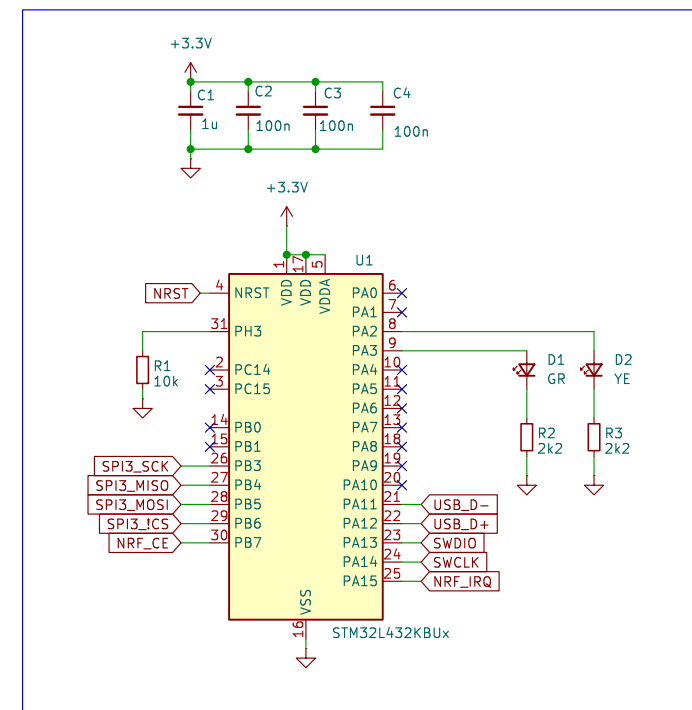 +3.3V
C1
C2
C3
C4
1u
100n
100n
100n
+3.3V
U1
1
17
5
VDD
VDD
VDDA
NRST
4
NRST
31
PH3
R1
10k
2
PC14
3
PC15
14
PB0
15
PB1
SPI3_SCK
26
PB3
SPI3_MISO
27
PB4
SPI3_MOSI
28
PB5
SPI3_!CS
29
PB6
NRF_CE
30
PB7
PA0
6
PA1
7
PA2
8
PA3
9
PA4
10
PA5
11
PA6
12
PA7
13
PA8
18
PA9
19
PA10
20
PA11
21
USB_D-
PA12
22
USB_D+
PA13
23
SWDIO
PA14
24
SWCLK
PA15
25
NRF_IRQ
D1
GR
D2
YE
R2
2k2
R3
2k2
VSS
16
STM32L432KBUx